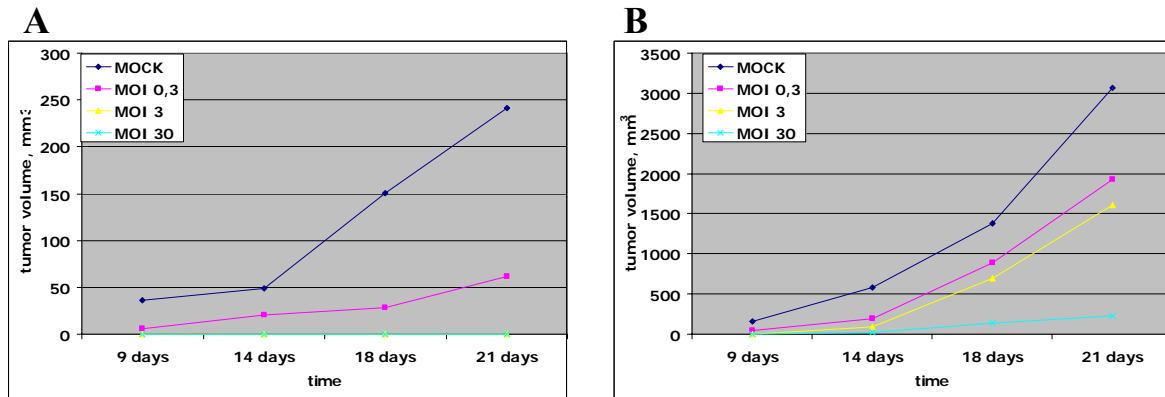 A
300
250
200
150
100
50
0
tumor volume, mm3
MOCK
MOI 0,3
MOI 3
MOI 30
9 days
14 days
18 days
21 days
time
B
3500
3000
2500
2000
1500
1000
500
0
tumor volume, mm³
MOCK
MOI 0,3
MOI 3
MOI 30
9 days
14 days
18 days
21 days
time